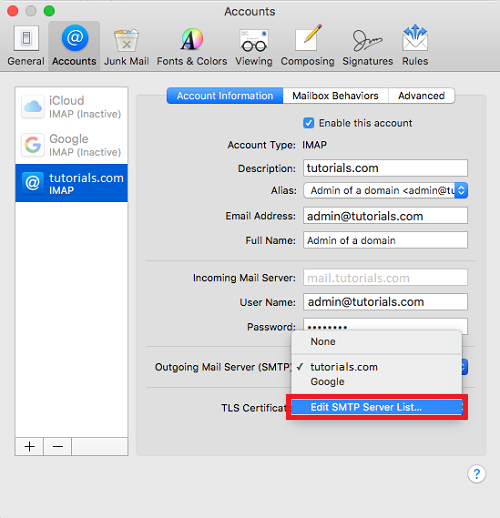 Accounts
General Accounts Junk Mail Fonts & Colors Viewing Composing Signatures Rules
iCloud
IMAP (Inactive)
Google
IMAP (Inactive)
tutorials.com
IMAP
Account Information Mailbox Behaviors Advanced
Enable this account
Account Type: IMAP
Description: tutorials.com
Alias: Admin of a domain <admin@tu
Email Address: admin@tutorials.com
Full Name: Admin of a domain
Incoming Mail Server: mail.tutorials.com
User Name: admin@tutorials.com
Password: ••••••••
None
Outgoing Mail Server (SMTP) ✓ tutorials.com
Google
TLS Certificat Edit SMTP Server List...
+ − ?